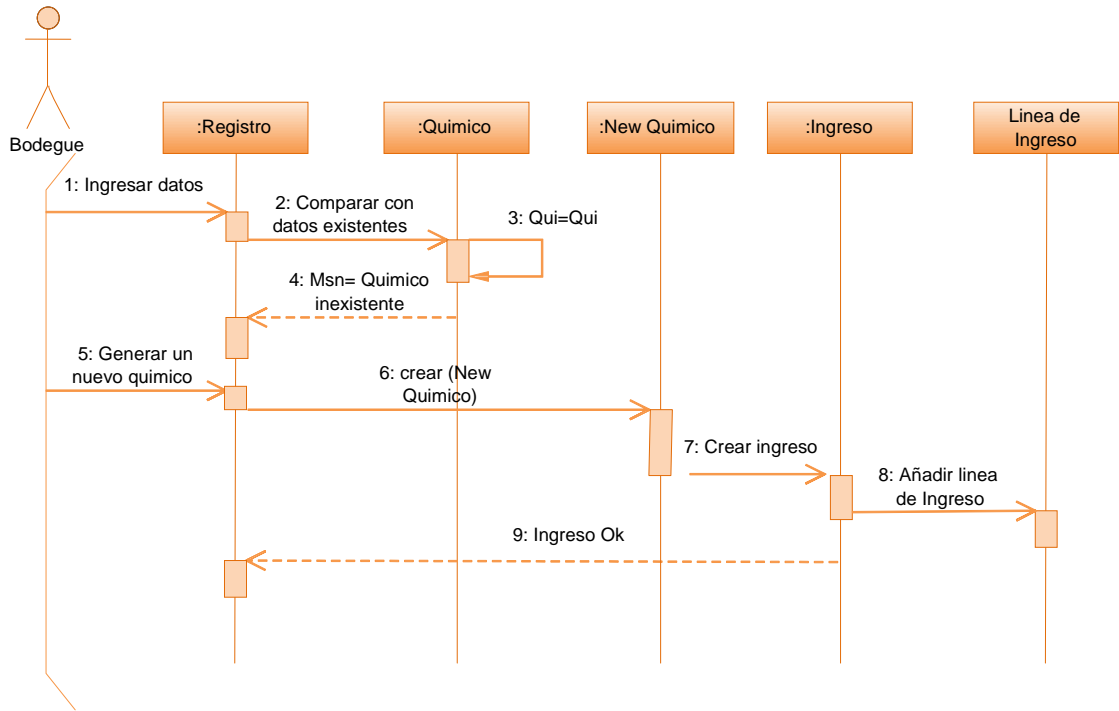 Bodegue
:Registro
:Quimico
:New Quimico
:Ingreso
Linea de
Ingreso
1: Ingresar datos
2: Comparar con
datos existentes
3: Qui=Qui
4: Msn= Quimico
inexistente
5: Generar un
nuevo quimico
6: crear (New
Quimico)
7: Crear ingreso
8: Añadir linea
de Ingreso
9: Ingreso Ok